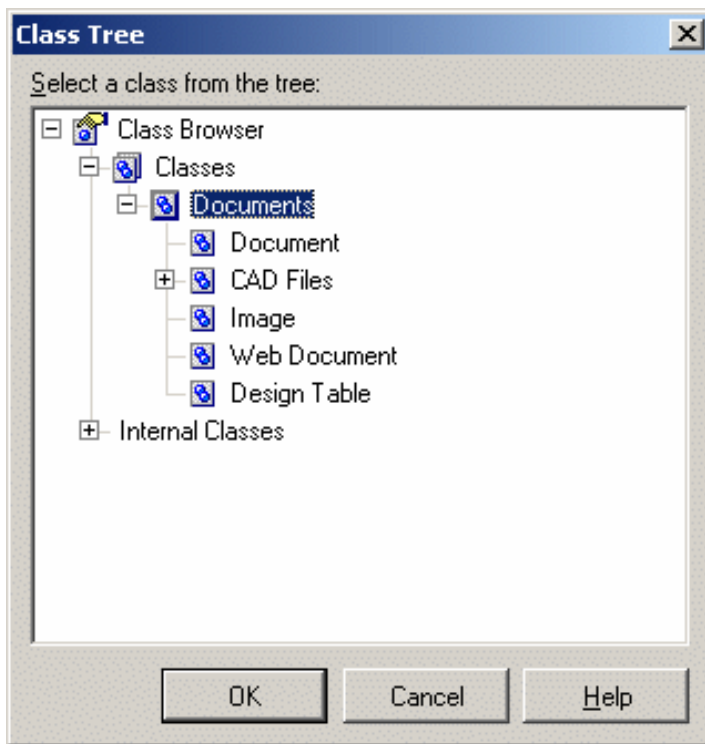 Class Tree
Select a class from the tree:
Class Browser
Classes
Documents
Document
CAD Files
Image
Web Document
Design Table
Internal Classes
OK Cancel Help